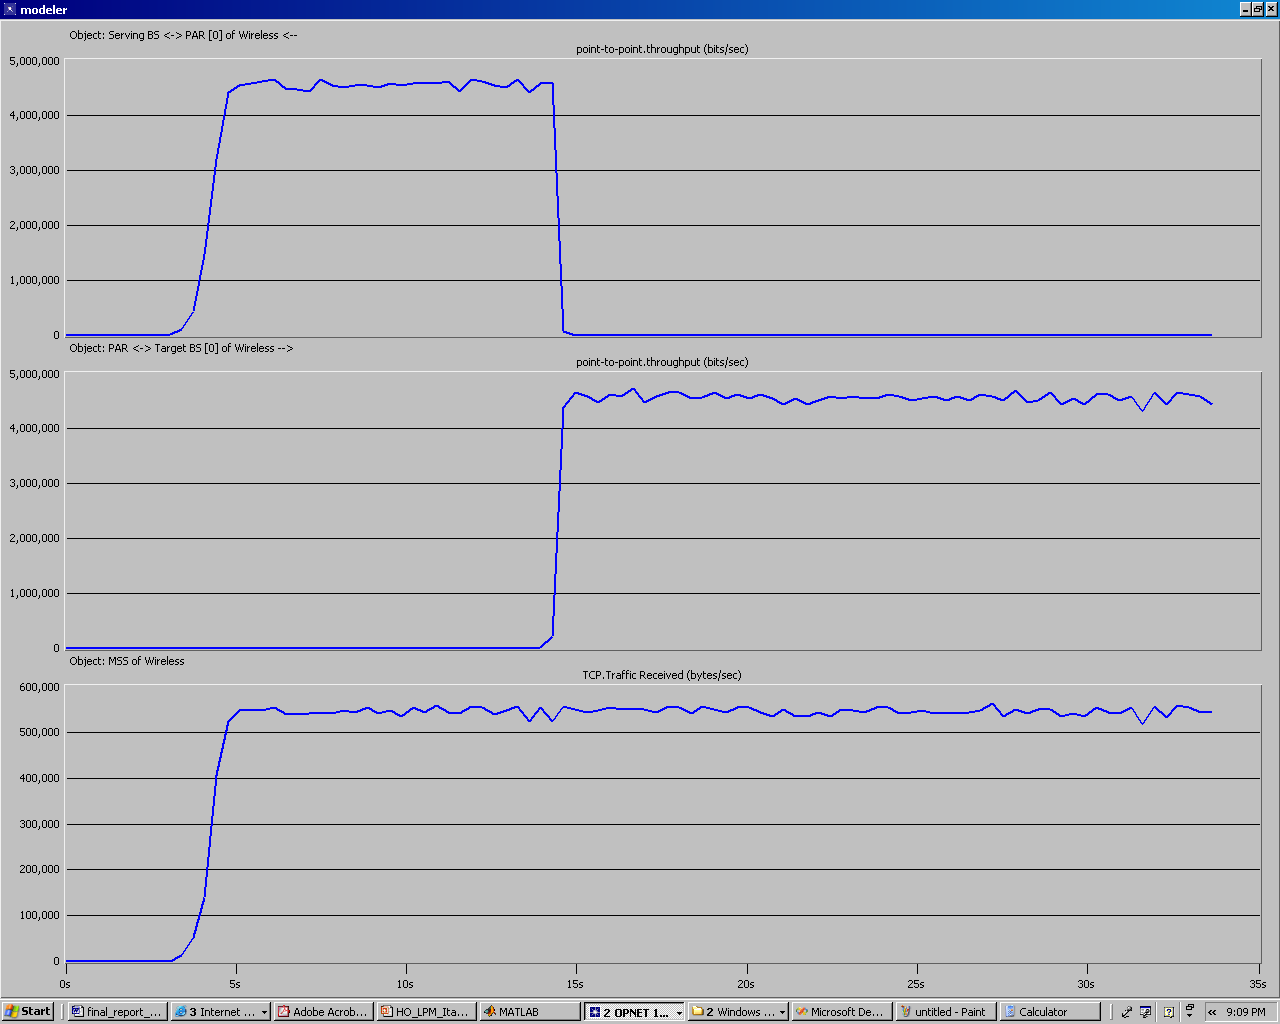 modeler
Object: Serving BS <-> PAR [0] of Wireless <--
point-to-point.throughput (bits/sec)
5,000,000
4,000,000
3,000,000
2,000,000
1,000,000
0
Object: PAR <-> Target BS [0] of Wireless -->
point-to-point.throughput (bits/sec)
5,000,000
4,000,000
3,000,000
2,000,000
1,000,000
0
Object: MSS of Wireless
TCP.Traffic Received (bytes/sec)
600,000
500,000
400,000
300,000
200,000
100,000
0
0s 5s 10s 15s 20s 25s 30s 35s
Start final_report_... 3 Internet ... Adobe Acrob... HO_LPM_Ita... MATLAB 2 OPNET 1... 2 Windows ... Microsoft De... untitled - Paint Calculator « 9:09 PM